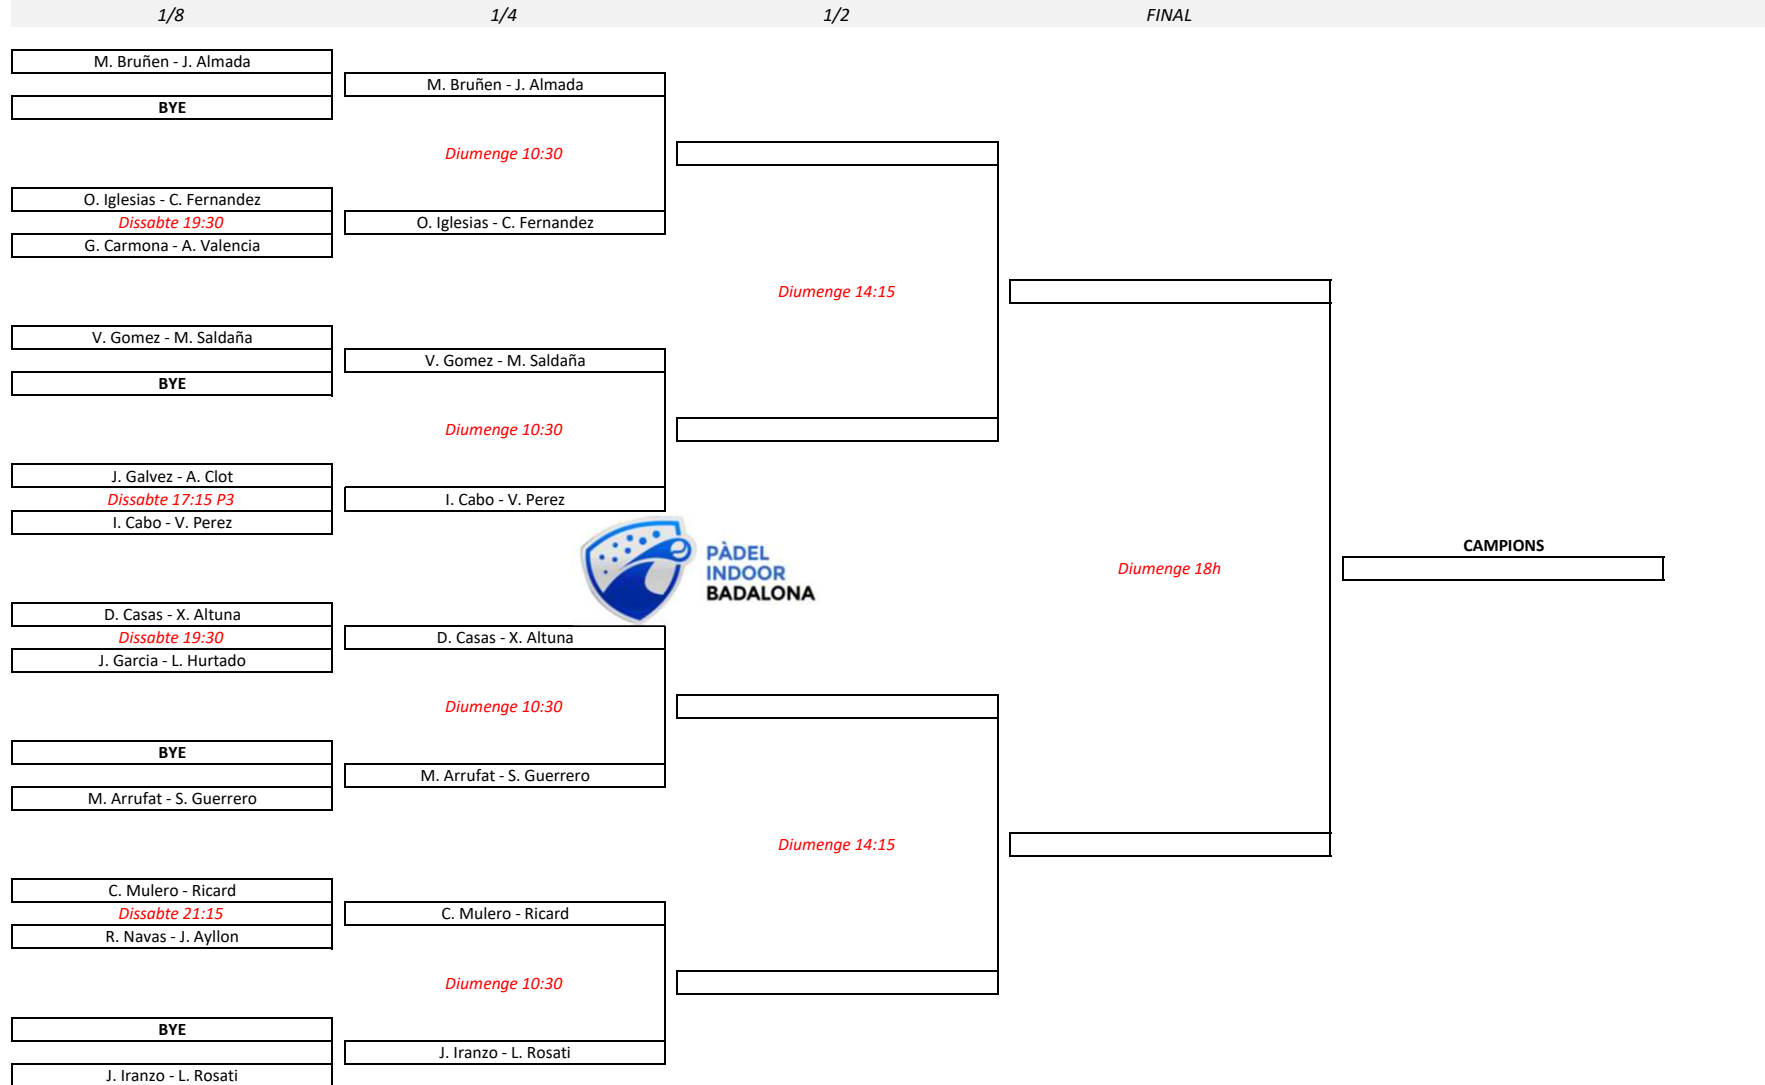 1/8 1/4 1/2 FINAL
M. Bruñen - J. Almada
M. Bruñen - J. Almada
BYE
Diumenge 10:30
O. Iglesias - C. Fernandez
Dissabte 19:30
O. Iglesias - C. Fernandez
G. Carmona - A. Valencia
Diumenge 14:15
V. Gomez - M. Saldaña
V. Gomez - M. Saldaña
BYE
Diumenge 10:30
J. Galvez - A. Clot
Dissabte 17:15 P3
I. Cabo - V. Perez
I. Cabo - V. Perez
PÀDEL
INDOOR
BADALONA
CAMPIONS
Diumenge 18h
D. Casas - X. Altuna
Dissabte 19:30
D. Casas - X. Altuna
J. Garcia - L. Hurtado
Diumenge 10:30
BYE
M. Arrufat - S. Guerrero
M. Arrufat - S. Guerrero
Diumenge 14:15
C. Mulero - Ricard
Dissabte 21:15
C. Mulero - Ricard
R. Navas - J. Ayllon
Diumenge 10:30
BYE
J. Iranzo - L. Rosati
J. Iranzo - L. Rosati